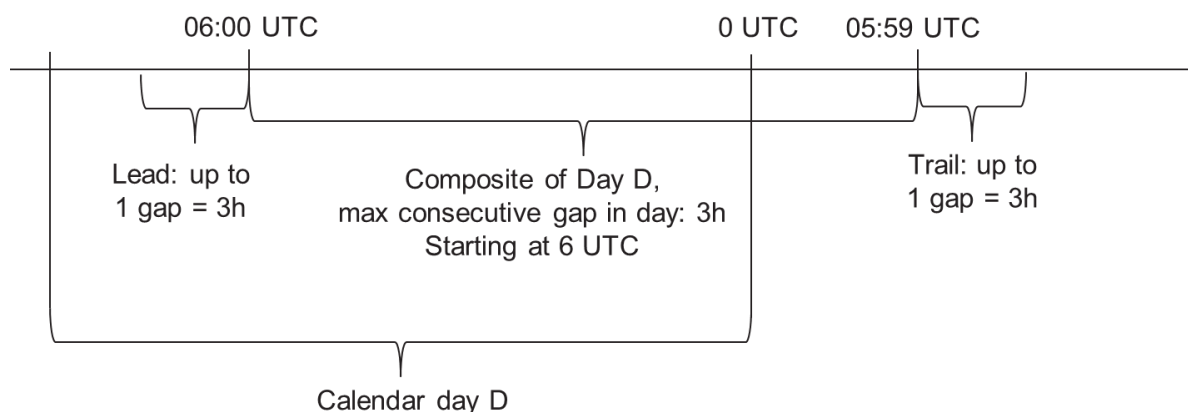 06:00 UTC
0 UTC
05:59 UTC
Lead: up to
1 gap = 3h
Composite of Day D,
max consecutive gap in day: 3h
Starting at 6 UTC
Trail: up to
1 gap = 3h
Calendar day D